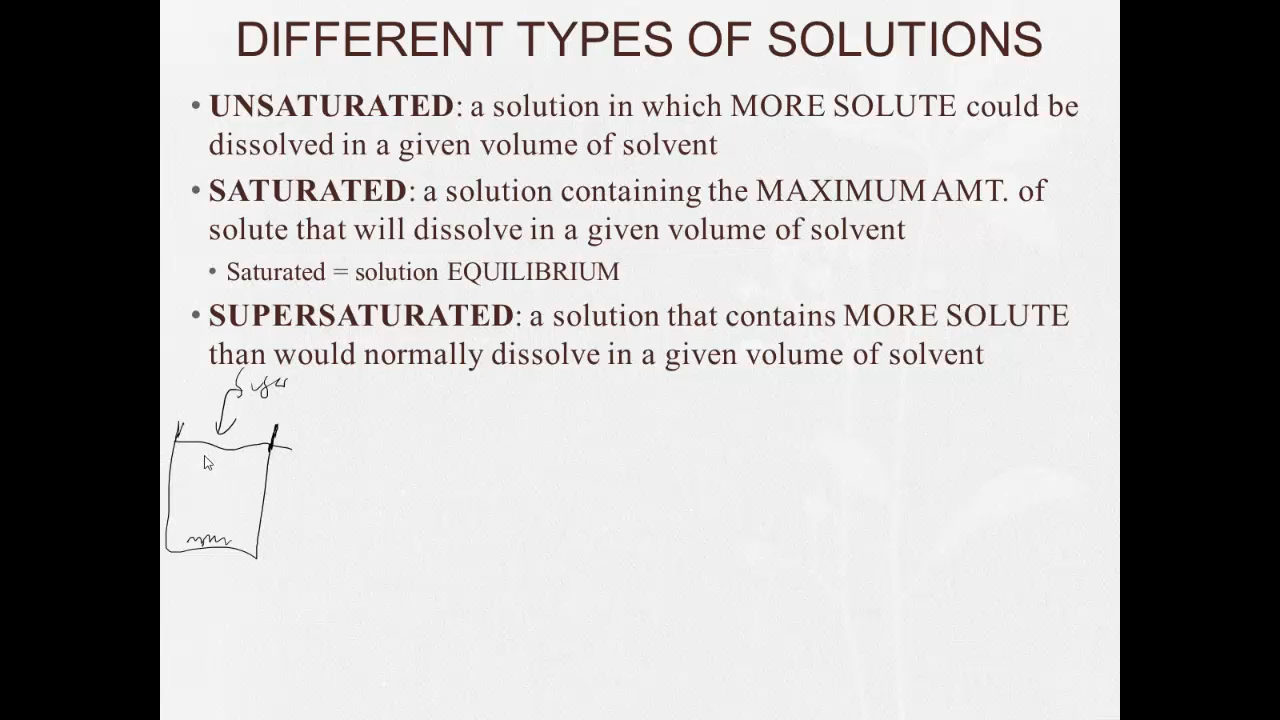 DIFFERENT TYPES OF SOLUTIONS
• UNSATURATED: a solution in which MORE SOLUTE could be
dissolved in a given volume of solvent
• SATURATED: a solution containing the MAXIMUM AMT. of
solute that will dissolve in a given volume of solvent
• Saturated = solution EQUILIBRIUM
• SUPERSATURATED: a solution that contains MORE SOLUTE
than would normally dissolve in a given volume of solvent
Sugar